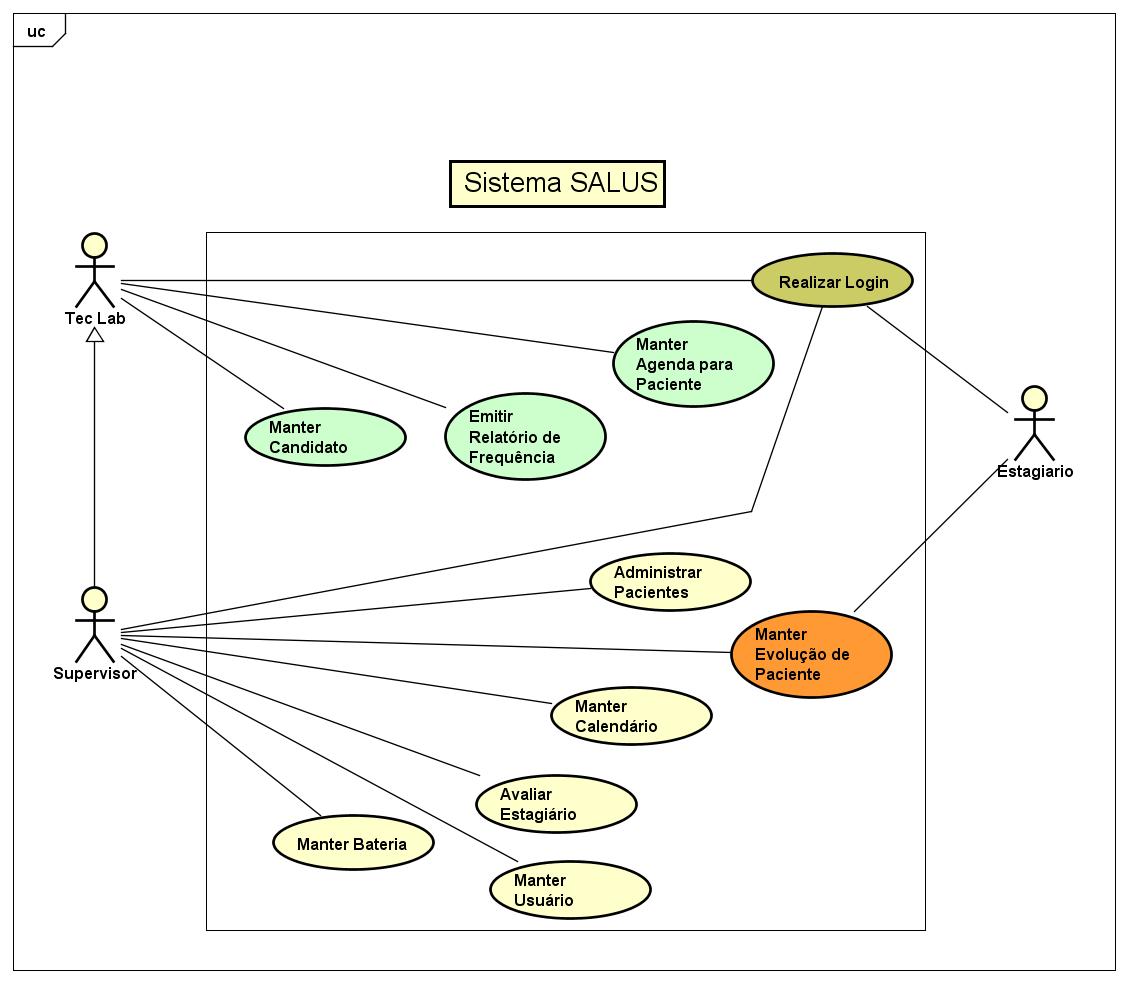 uc
Sistema SALUS
Tec Lab
Realizar Login
Manter
Agenda para
Paciente
Manter
Candidato
Emitir
Relatório de
Frequência
Estagiario
Supervisor
Administrar
Pacientes
Manter
Evolução de
Paciente
Manter
Calendário
Avaliar
Estagiário
Manter Bateria
Manter
Usuário